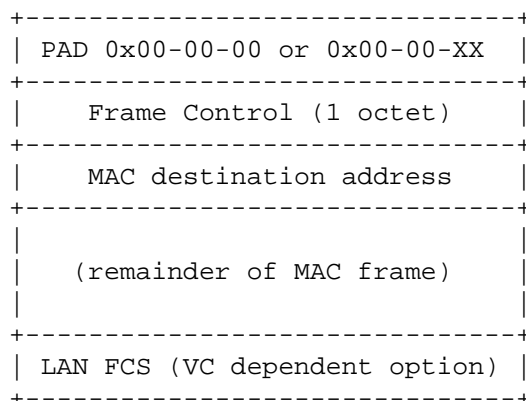 PAD 0x00-00-00 or 0x00-00-XX
Frame Control (1 octet)
MAC destination address
(remainder of MAC frame)
LAN FCS (VC dependent option)